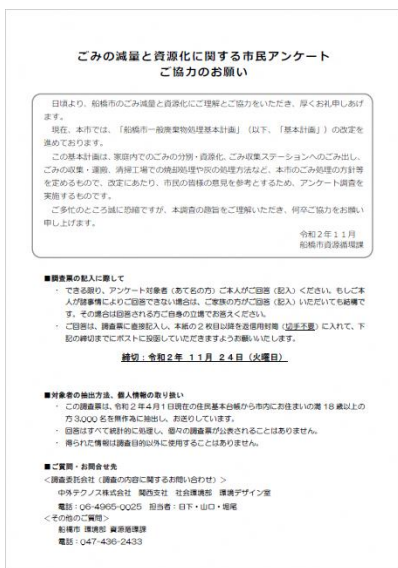 ごみの減量と資源化に関する市民アンケート
ご協力のお願い
日頃より、船橋市のごみ減量と資源化にご理解とご協力をいただき、厚くお礼申しあげ
ます。
現在、本市では、「船橋市一般廃棄物処理基本計画」（以下、「基本計画」）の改定を
進めております。
この基本計画は、家庭内でのごみの分別・資源化、ごみ収集ステーションへのごみ出し、
ごみの収集・運搬、清掃工場での焼却処理や灰の処理方法など、本市のごみ処理の方針等
を定めるもので、改定にあたり、市民の皆様の意見を参考とするため、アンケート調査を
実施するものです。
ご多忙のところ誠に恐縮ですが、本調査の趣旨をご理解いただき、何卒ご協力をお願い
申し上げます。
令和２年１１月
船橋市資源循環課
■調査票の記入に際して
・ できる限り、アンケート対象者（あて名の方）ご本人がご回答（記入）ください。もしご本
人が諸事情によりご回答できない場合は、ご家族の方がご回答（記入）いただいても結構で
す。その場合は回答される方ご自身の立場でお答えください。
・ ご回答は、調査票に直接記入し、本紙の２枚目以降を返信用封筒（切手不要）に入れて、下
記の締切までにポストに投函していただきますようお願いいたします。
締切：令和２年 １１月 ２４日（火曜日）
■対象者の抽出方法、個人情報の取り扱い
・ この調査票は、令和２年４月１日現在の住民基本台帳から市内にお住まいの満 18 歳以上の
方 3,000 名を無作為に抽出し、お送りしています。
・ 回答はすべて統計的に処理し、個々の調査票が公表されることはありません。
・ 得られた情報は調査目的以外に使用することはありません。
■ご質問・お問合せ先
＜調査委託会社（調査の内容に関するお問い合わせ）＞
中外テクノス株式会社　関西支社　社会環境部　環境デザイン室
電話：06-4965-0025　担当者：日下・山口・堀尾
＜その他のご質問＞
船橋市 環境部 資源循環課
電話：047-436-2433